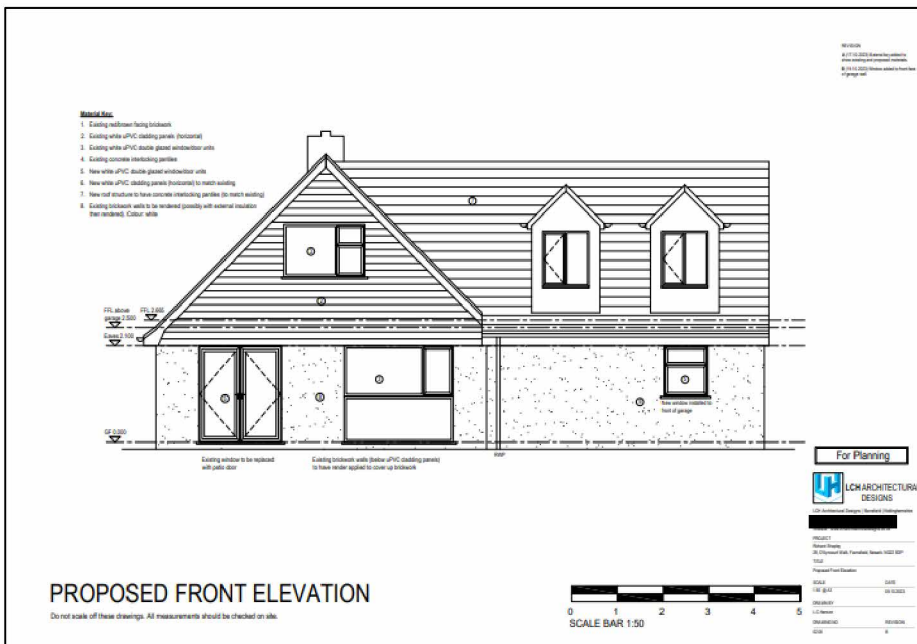 REVISION
Material Key:
1. Existing red/brown facing brickwork
2. Existing white uPVC cladding panels (horizontal)
3. Existing white uPVC double glazed window/door units
4. Existing concrete interlocking pantiles
5. New white uPVC double glazed window/door units
6. New white uPVC cladding panels (horizontal) to match existing
7. New roof structure to have concrete interlocking pantiles (to match existing)
8. Existing brickwork walls to be rendered (possibly with external insulation
then rendered). Colour: white
FFL above
garage 2.500
FFL 2.665
Eaves 2.100
GF 0.000
New window installed to
front of garage
RWP
Existing window to be replaced
with patio door
Existing brickwork walls (below uPVC cladding panels)
to have render applied to cover up brickwork
For Planning
LCH ARCHITECTURAL
DESIGNS
PROJECT
TITLE
Proposed Front Elevation
SCALE
DATE
DRAWN BY
DRAWING NO
REVISION
B
PROPOSED FRONT ELEVATION
Do not scale off these drawings. All measurements should be checked on site.
0 1 2 3 4 5
SCALE BAR 1:50